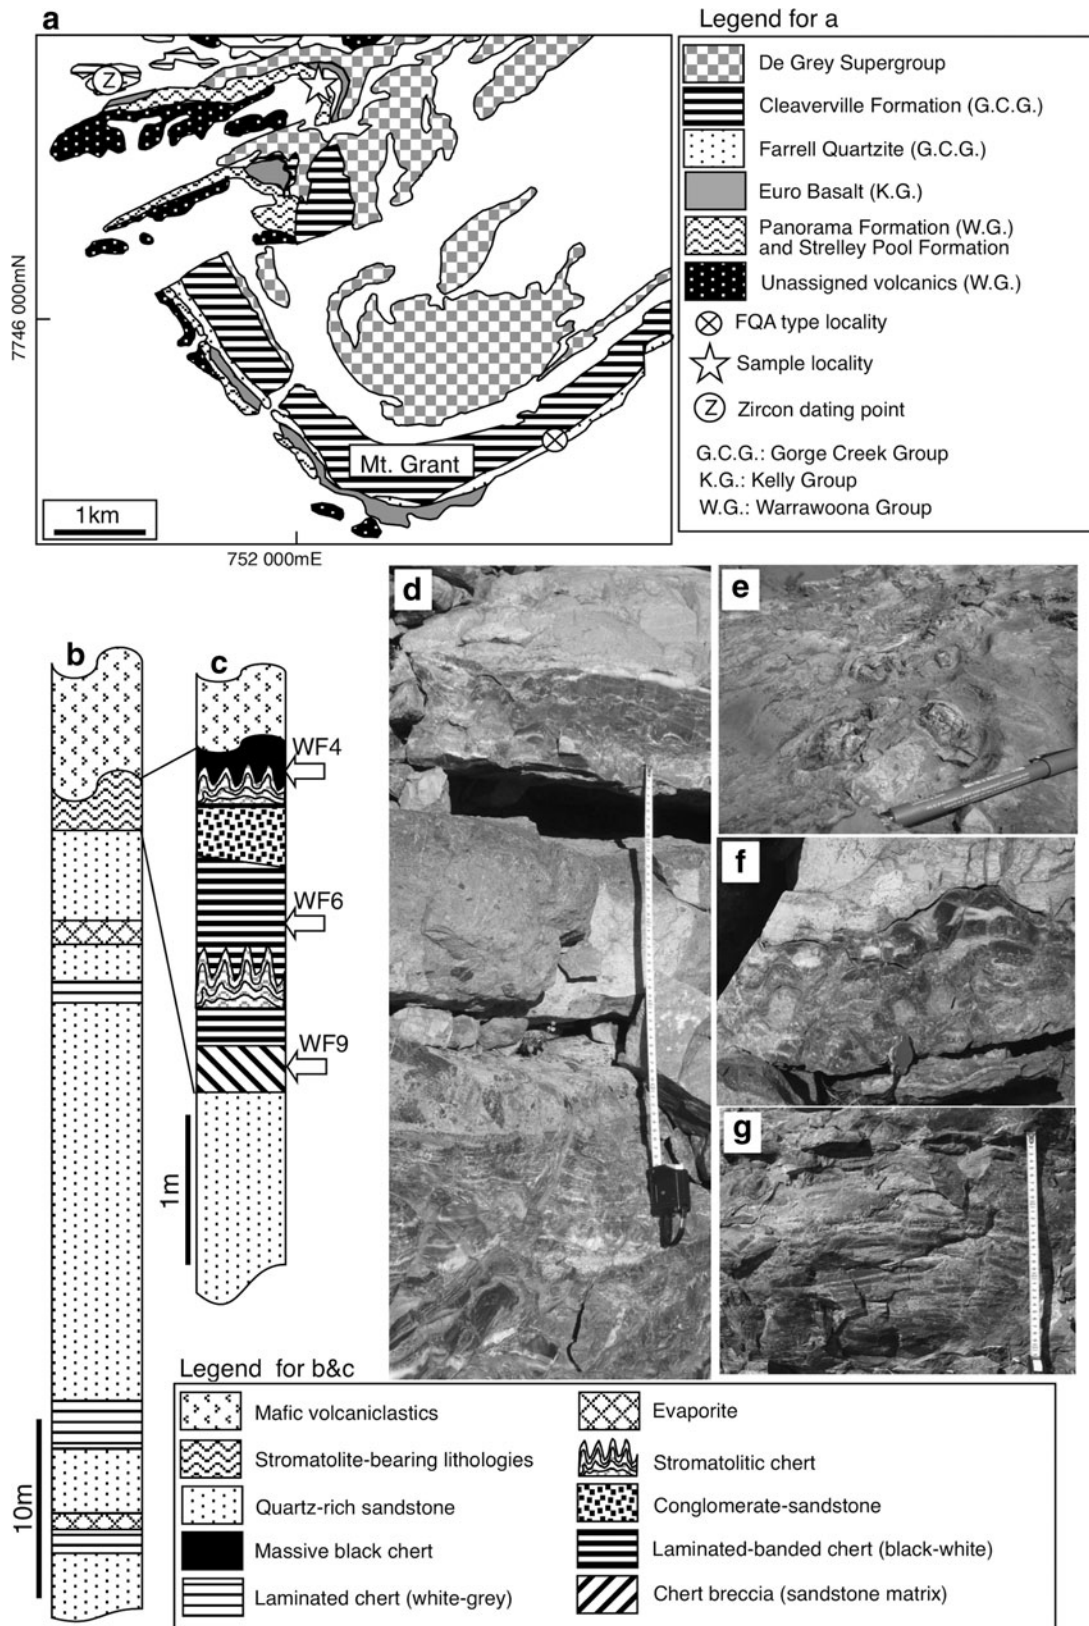 a
Legend for a
Z
De Grey Supergroup
Cleaverville Formation (G.C.G.)
Farrell Quartzite (G.C.G.)
Euro Basalt (K.G.)
Panorama Formation (W.G.)
and Strelley Pool Formation
Unassigned volcanics (W.G.)
FQA type locality
Sample locality
Z
Zircon dating point
G.C.G.: Gorge Creek Group
K.G.: Kelly Group
W.G.: Warrawoona Group
7746 000mN
Mt. Grant
1km
752 000mE
b
c
WF4
WF6
WF9
1m
10m
d
e
f
g
Legend for b&c
Mafic volcaniclastics
Stromatolite-bearing lithologies
Quartz-rich sandstone
Massive black chert
Laminated chert (white-grey)
Evaporite
Stromatolitic chert
Conglomerate-sandstone
Laminated-banded chert (black-white)
Chert breccia (sandstone matrix)